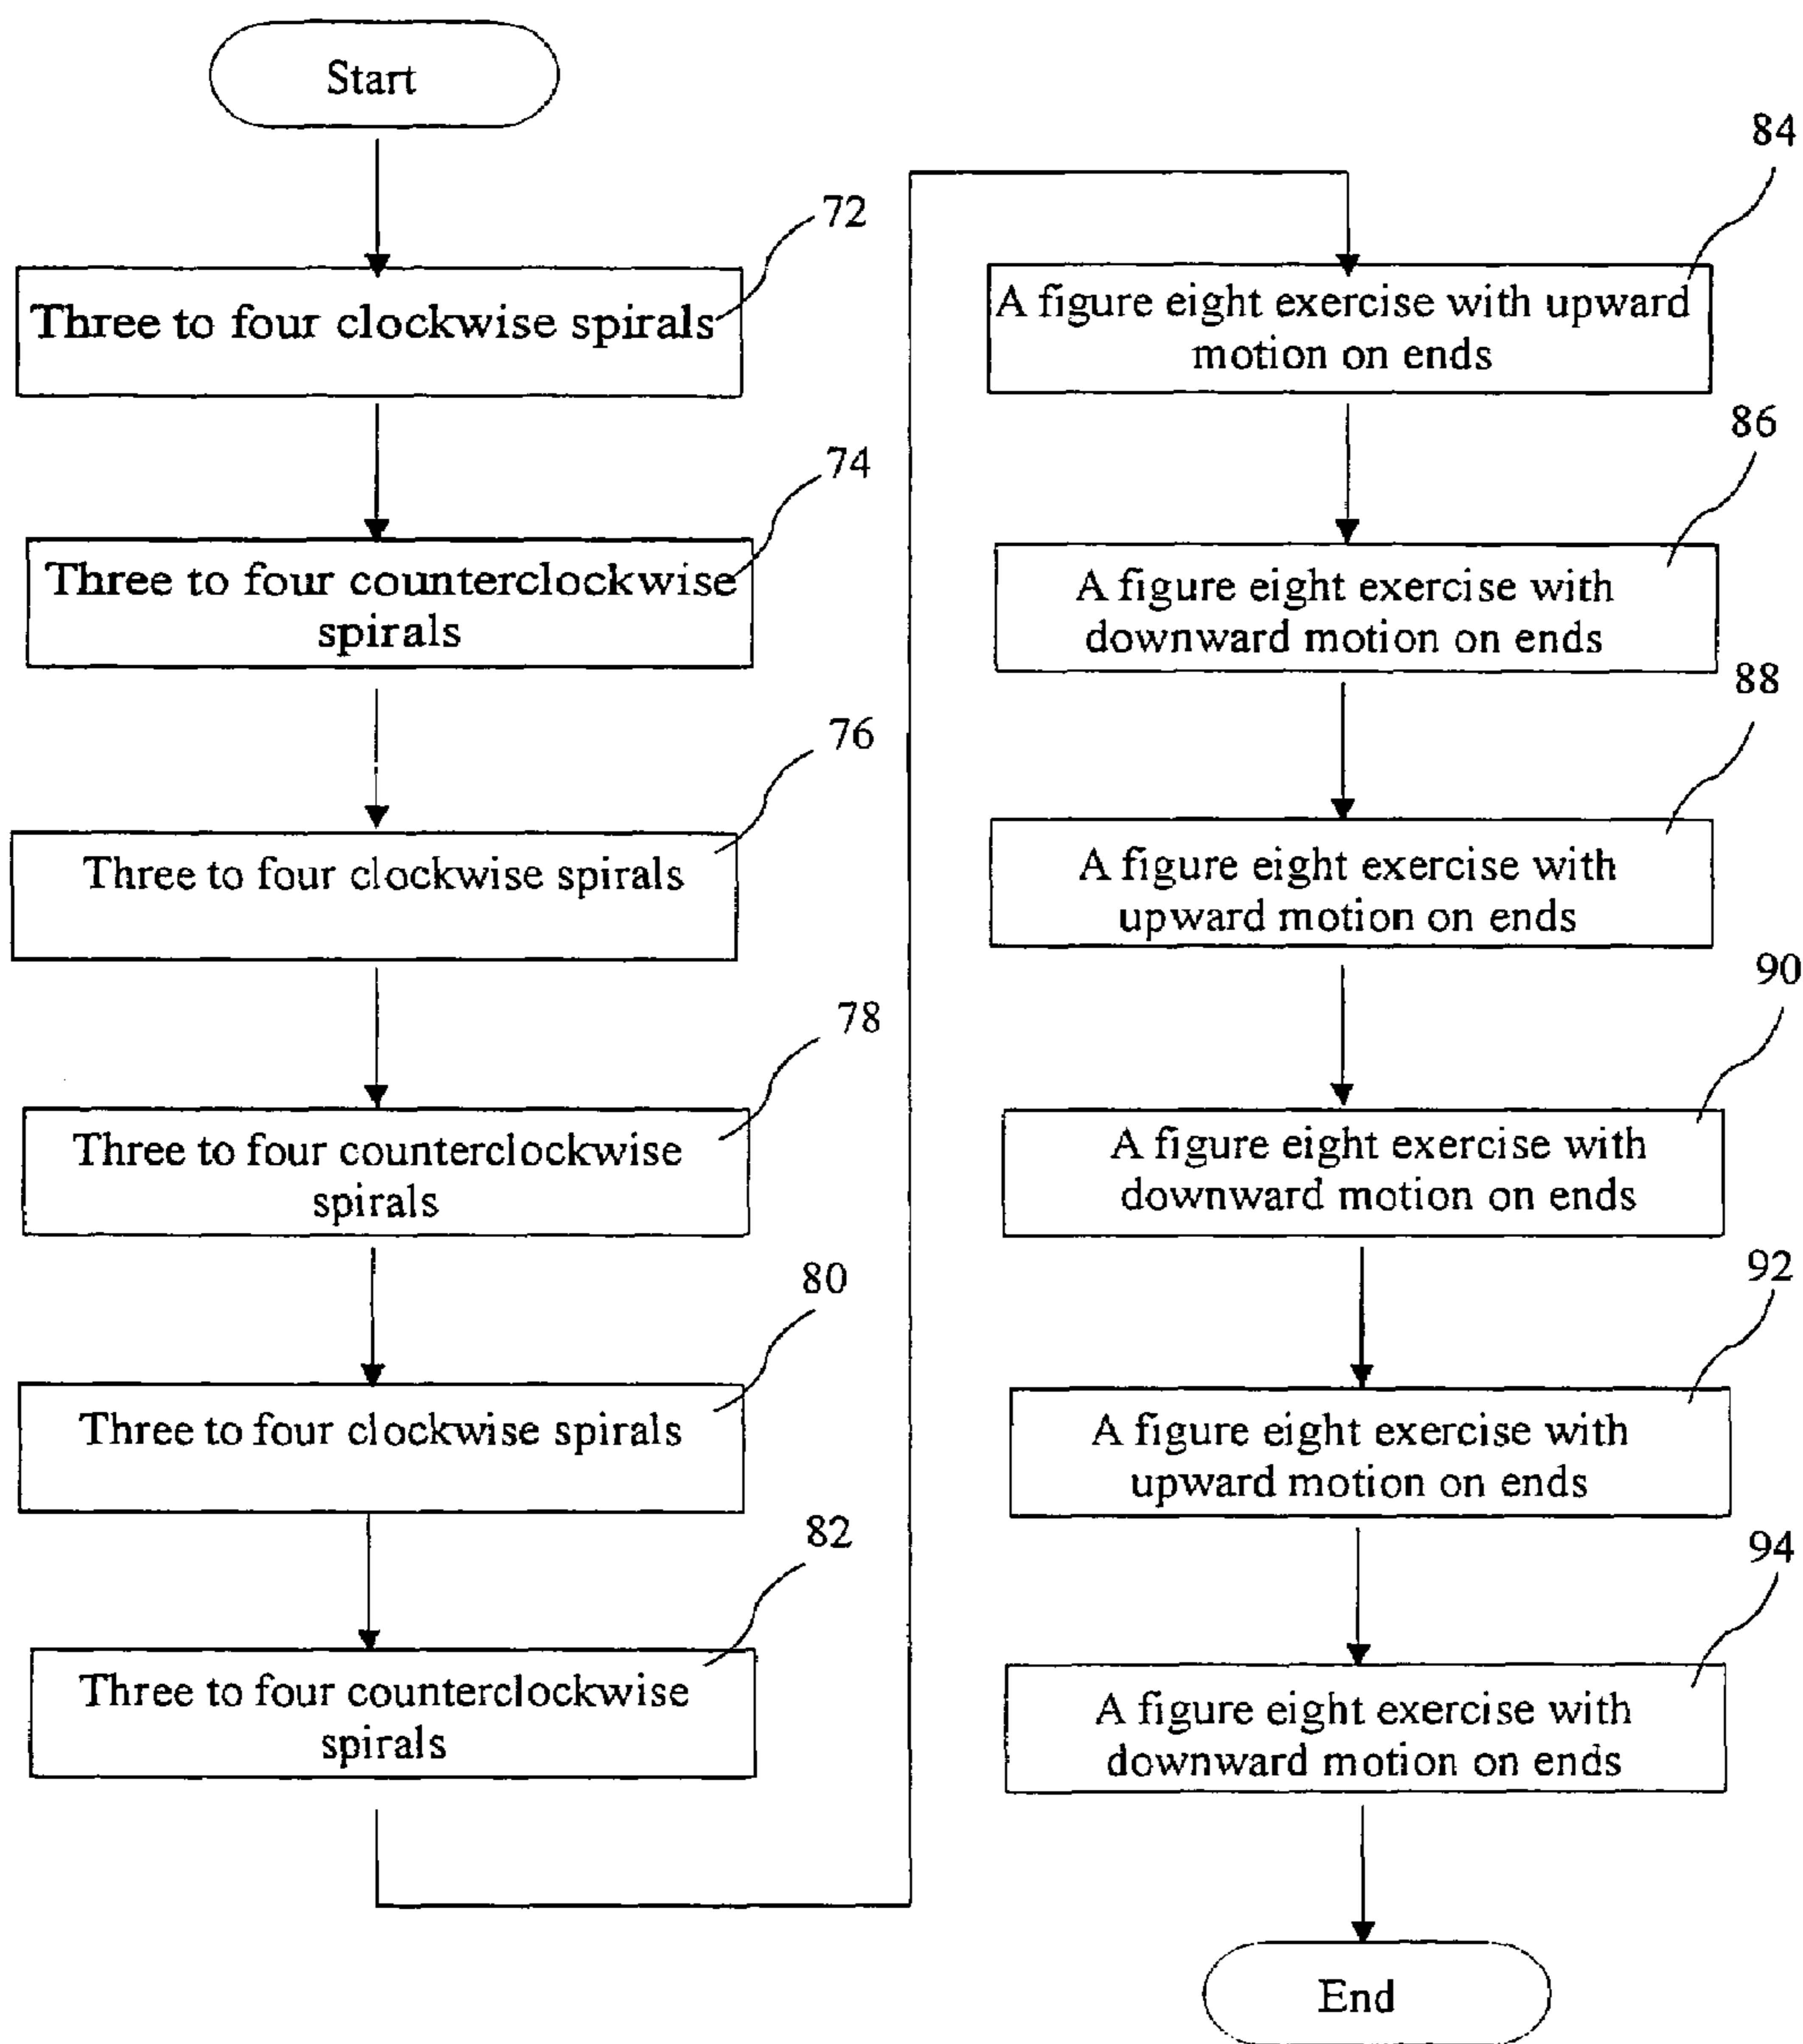 Start
72
Three to four clockwise spirals
74
Three to four counterclockwise
spirals
76
Three to four clockwise spirals
78
Three to four counterclockwise
spirals
80
Three to four clockwise spirals
82
Three to four counterclockwise
spirals
84
A figure eight exercise with upward
motion on ends
86
A figure eight exercise with
downward motion on ends
88
A figure eight exercise with
upward motion on ends
90
A figure eight exercise with
downward motion on ends
92
A figure eight exercise with
upward motion on ends
94
A figure eight exercise with
downward motion on ends
End